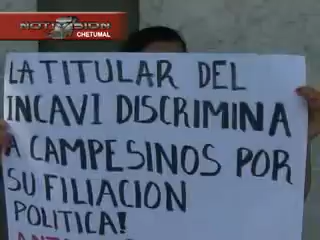 NOTIVISION
CHETUMAL
LA TITULAR DEL
INCAVI DISCRIMINA
A CAMPESINOS POR
SU FILIACION
POLITICA!